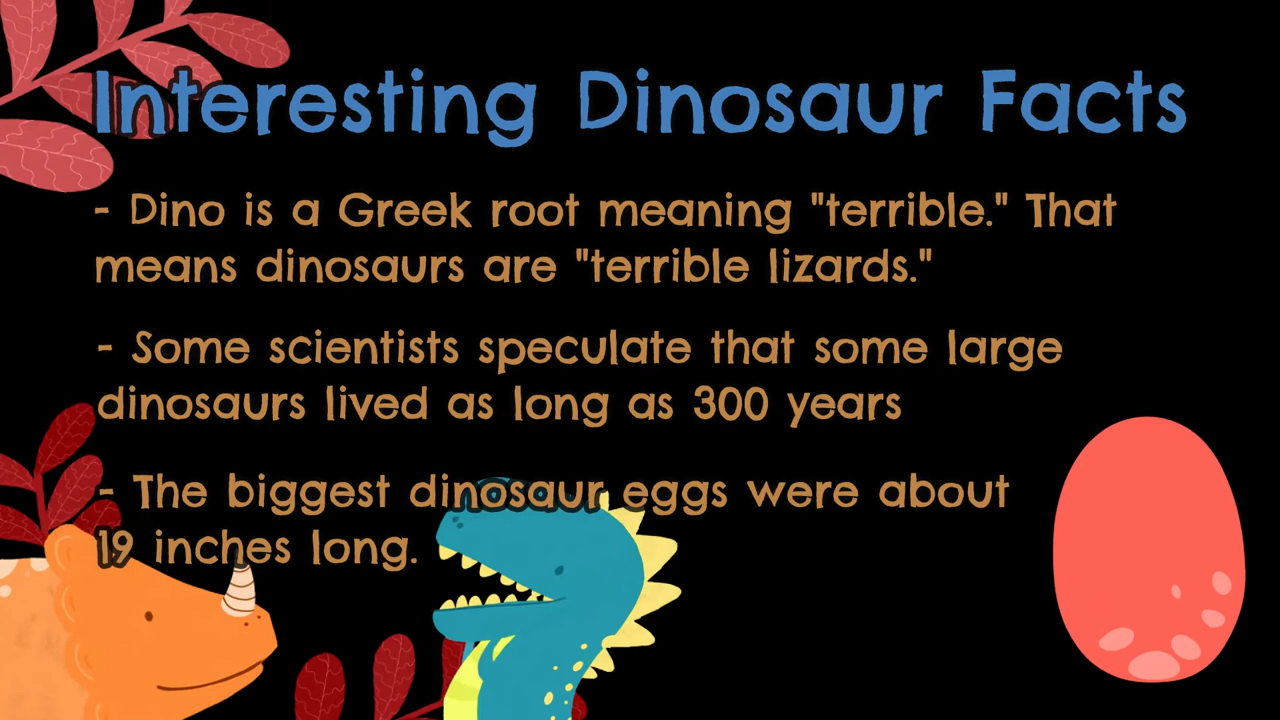 Interesting Dinosaur Facts
- Dino is a Greek root meaning "terrible." That
means dinosaurs are "terrible lizards."
- Some scientists speculate that some large
dinosaurs lived as long as 300 years
- The biggest dinosaur eggs were about
19 inches long.